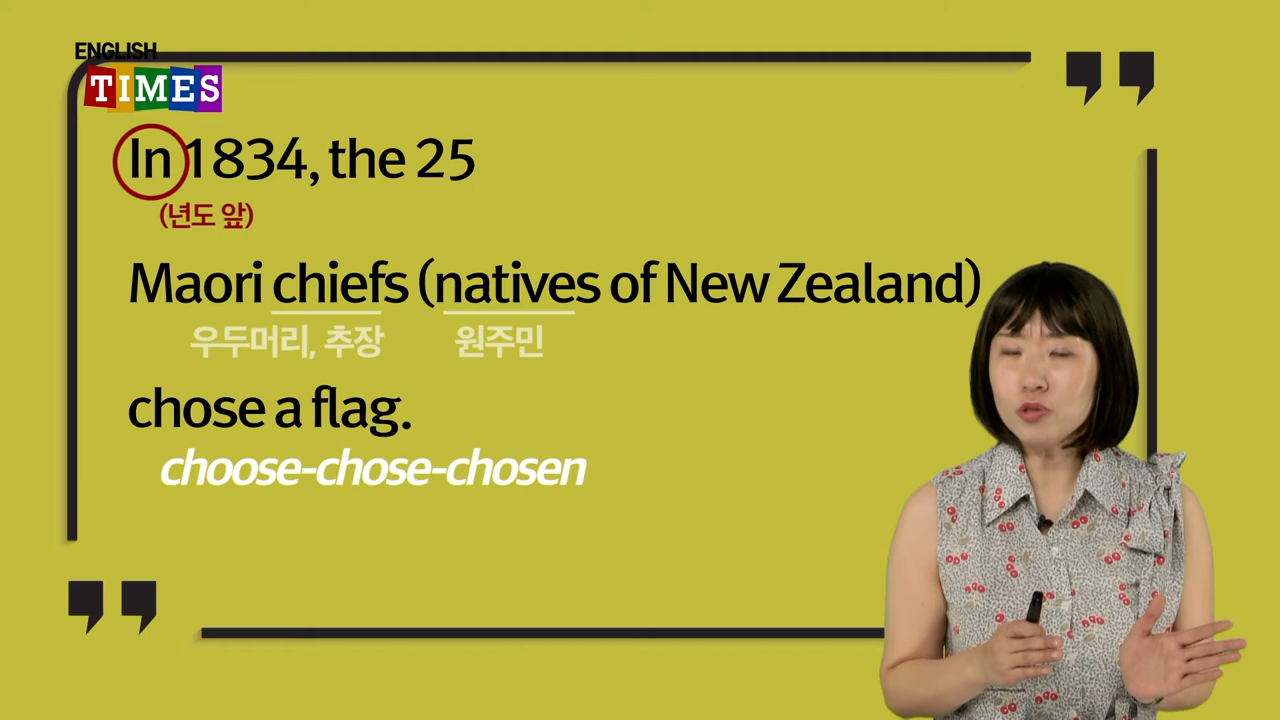 ENGLISH
TIMES
In 1834, the 25
(년도 앞)
Maori chiefs (natives of New Zealand)
우두머리, 추장 원주민
chose a flag.
choose-chose-chosen